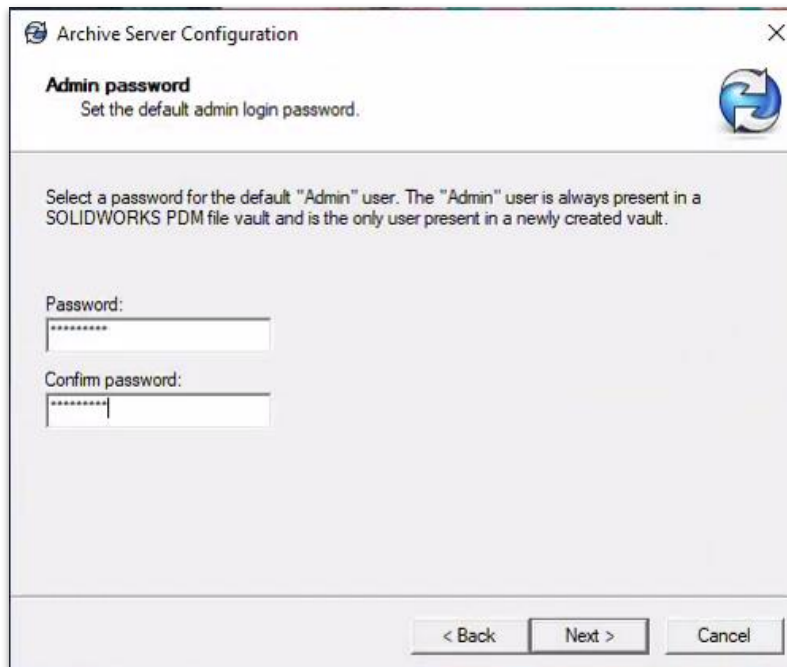 Archive Server Configuration
Admin password
Set the default admin login password.
Select a password for the default "Admin" user. The "Admin" user is always present in a
SOLIDWORKS PDM file vault and is the only user present in a newly created vault.
Password:
*********
Confirm password:
*********
< Back Next > Cancel